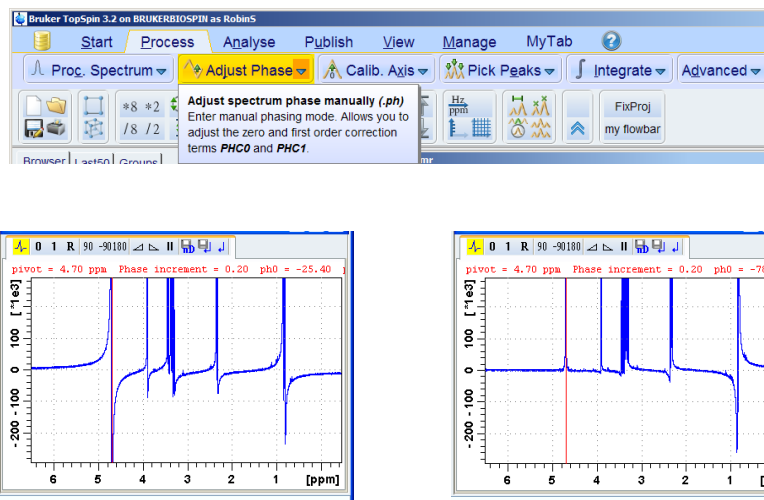 Bruker TopSpin 3.2 on BRUKERBIOSPIN as RobinS
Start Process Analyse Publish View Manage MyTab ?
Proc. Spectrum Adjust Phase Calib. Axis Pick Peaks Integrate Advanced
*8 *2 Hz ppm FixProj
/8 /2 my flowbar
Adjust spectrum phase manually (.ph)
Enter manual phasing mode. Allows you to
adjust the zero and first order correction
terms PHC0 and PHC1.
Browser Last50 Groups mr
0 1 R 90 -90 180 nD
pivot = 4.70 ppm Phase increment = 0.20 ph0 = -25.40
[*1e3]
100
0
-100
-200
6 5 4 3 2 1 [ppm]
0 1 R 90 -90 180 nD
pivot = 4.70 ppm Phase increment = 0.20 ph0 = -78
[*1e3]
100
0
-100
-200
6 5 4 3 2 1 [